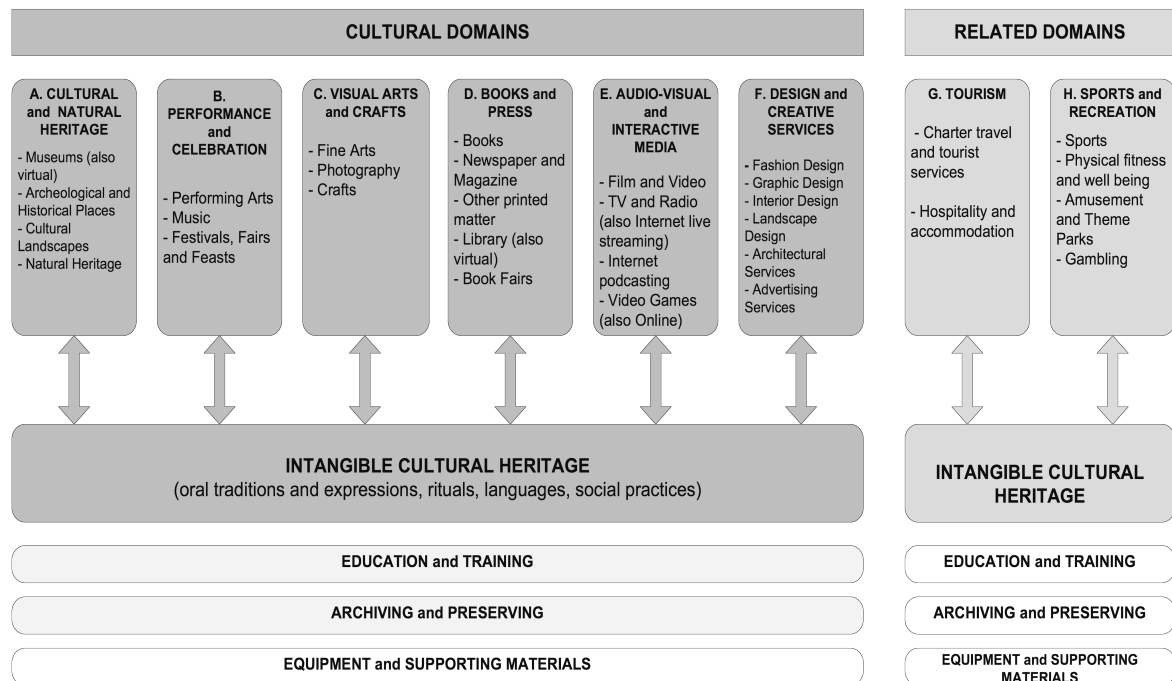 CULTURAL DOMAINS
RELATED DOMAINS
A. CULTURAL
and NATURAL
HERITAGE
- Museums (also
virtual)
- Archeological and
Historical Places
- Cultural
Landscapes
- Natural Heritage
B.
PERFORMANCE
and
CELEBRATION
- Performing Arts
- Music
- Festivals, Fairs
and Feasts
C. VISUAL ARTS
and CRAFTS
- Fine Arts
- Photography
- Crafts
D. BOOKS and
PRESS
- Books
- Newspaper and
Magazine
- Other printed
matter
- Library (also
virtual)
- Book Fairs
E. AUDIO-VISUAL
and
INTERACTIVE
MEDIA
- Film and Video
- TV and Radio
(also Internet live
streaming)
- Internet
podcasting
- Video Games
(also Online)
F. DESIGN and
CREATIVE
SERVICES
- Fashion Design
- Graphic Design
- Interior Design
- Landscape
Design
- Architectural
Services
- Advertising
Services
G. TOURISM
- Charter travel
and tourist
services
- Hospitality and
accommodation
H. SPORTS and
RECREATION
- Sports
- Physical fitness
and well being
- Amusement
and Theme
Parks
- Gambling
INTANGIBLE CULTURAL HERITAGE
(oral traditions and expressions, rituals, languages, social practices)
INTANGIBLE CULTURAL
HERITAGE
EDUCATION and TRAINING
EDUCATION and TRAINING
ARCHIVING and PRESERVING
ARCHIVING and PRESERVING
EQUIPMENT and SUPPORTING MATERIALS
EQUIPMENT and SUPPORTING
MATERIALS